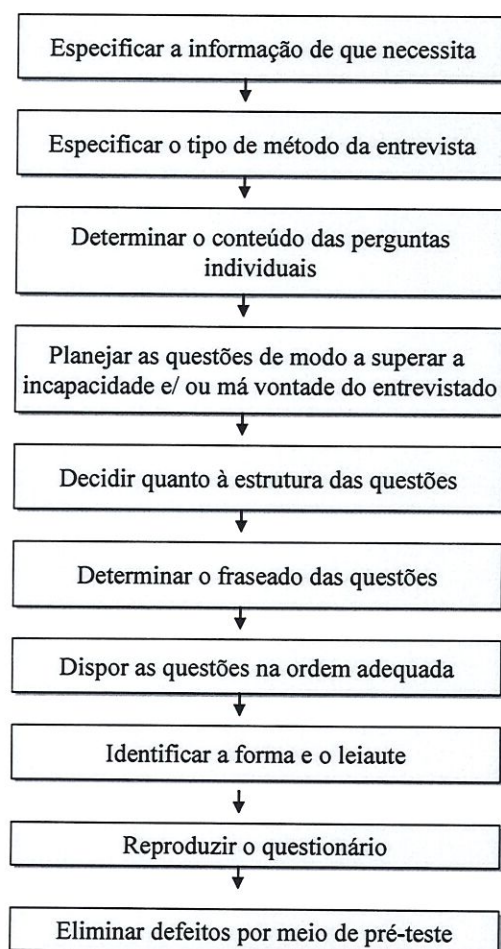 Especificar a informação de que necessita
Especificar o tipo de método da entrevista
Determinar o conteúdo das perguntas
individuais
Planejar as questões de modo a superar a
incapacidade e/ ou má vontade do entrevistado
Decidir quanto à estrutura das questões
Determinar o fraseado das questões
Dispor as questões na ordem adequada
Identificar a forma e o leiaute
Reproduzir o questionário
Eliminar defeitos por meio de pré-teste